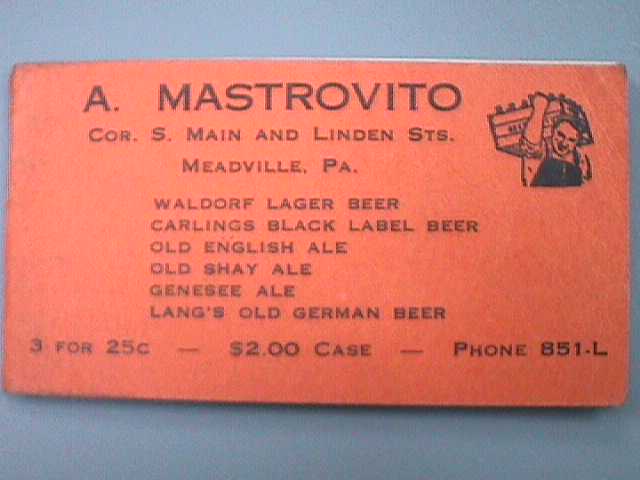 A. MASTROVITO
COR. S. MAIN AND LINDEN STS.
MEADVILLE, PA.
WALDORF LAGER BEER
CARLINGS BLACK LABEL BEER
OLD ENGLISH ALE
OLD SHAY ALE
GENESEE ALE
LANG'S OLD GERMAN BEER
3 FOR 25C — $2.00 CASE — PHONE 851-L